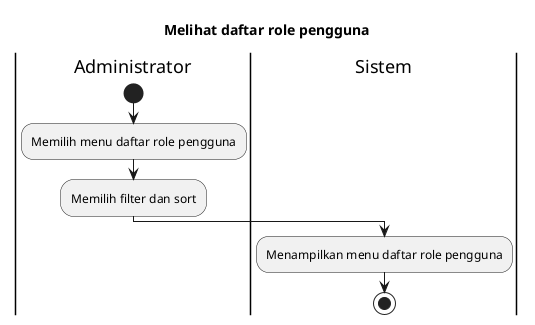 Melihat daftar role pengguna
Administrator
Sistem
Memilih menu daftar role pengguna
Memilih filter dan sort
Menampilkan menu daftar role pengguna